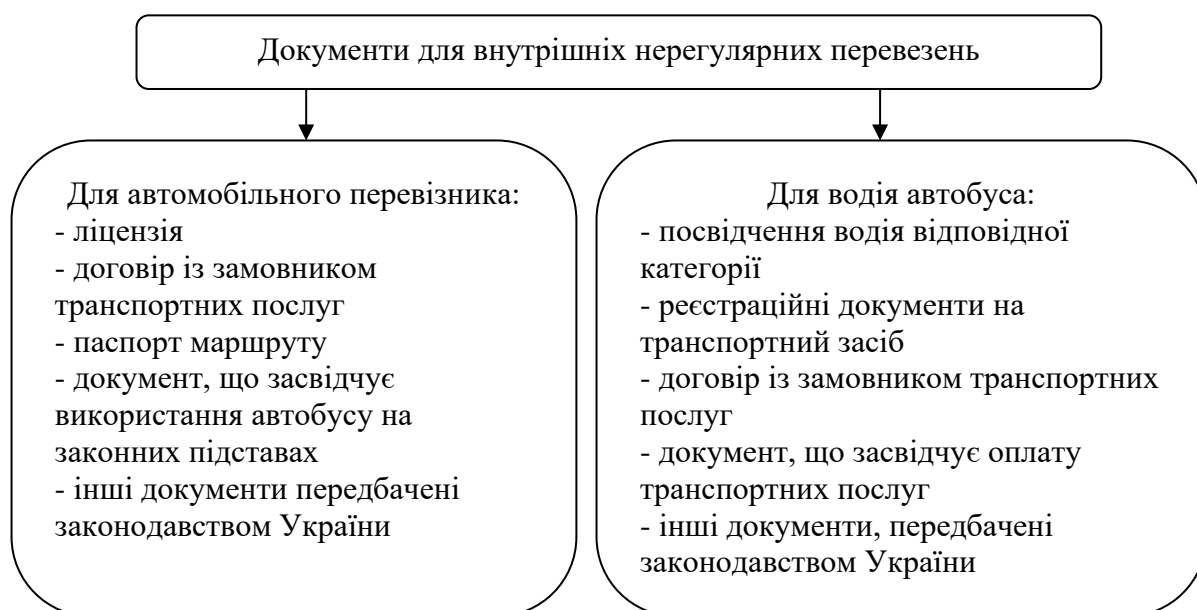 Документи для внутрішніх нерегулярних перевезень
Для автомобільного перевізника:
- ліцензія
- договір із замовником
транспортних послуг
- паспорт маршруту
- документ, що засвідчує
використання автобусу на
законних підставах
- інші документи передбачені
законодавством України
Для водія автобуса:
- посвідчення водія відповідної
категорії
- реєстраційні документи на
транспортний засіб
- договір із замовником транспортних
послуг
- документ, що засвідчує оплату
транспортних послуг
- інші документи, передбачені
законодавством України